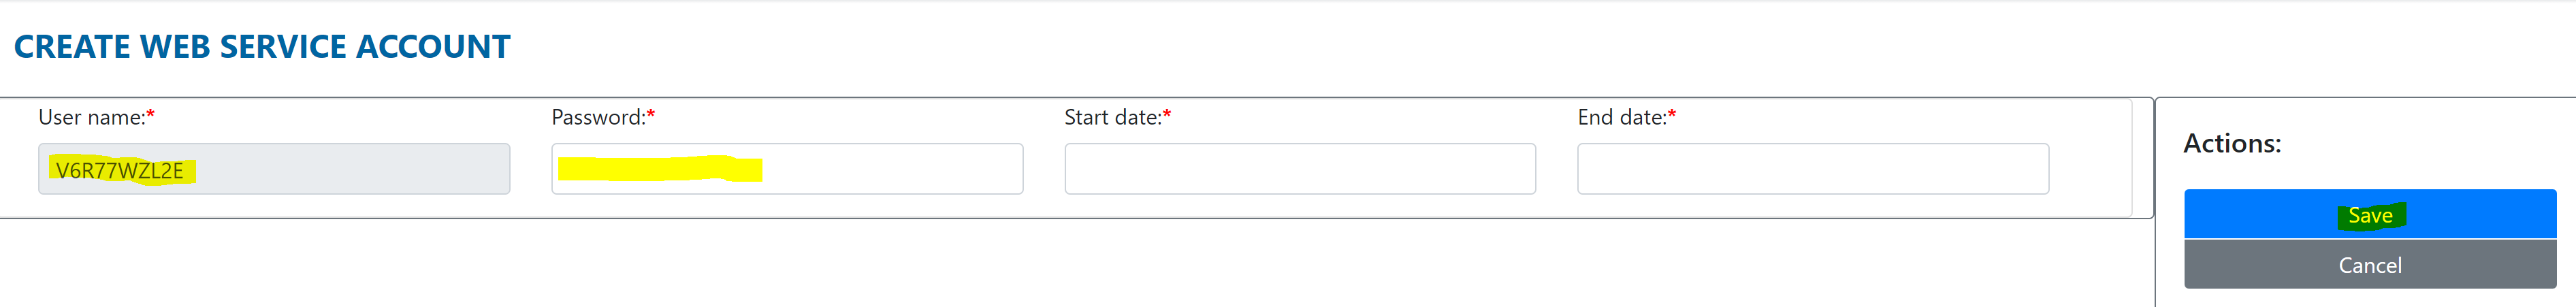 CREATE WEB SERVICE ACCOUNT
User name:* Password:* Start date:* End date:*
V6R77WZL2E
Actions:
Save
Cancel